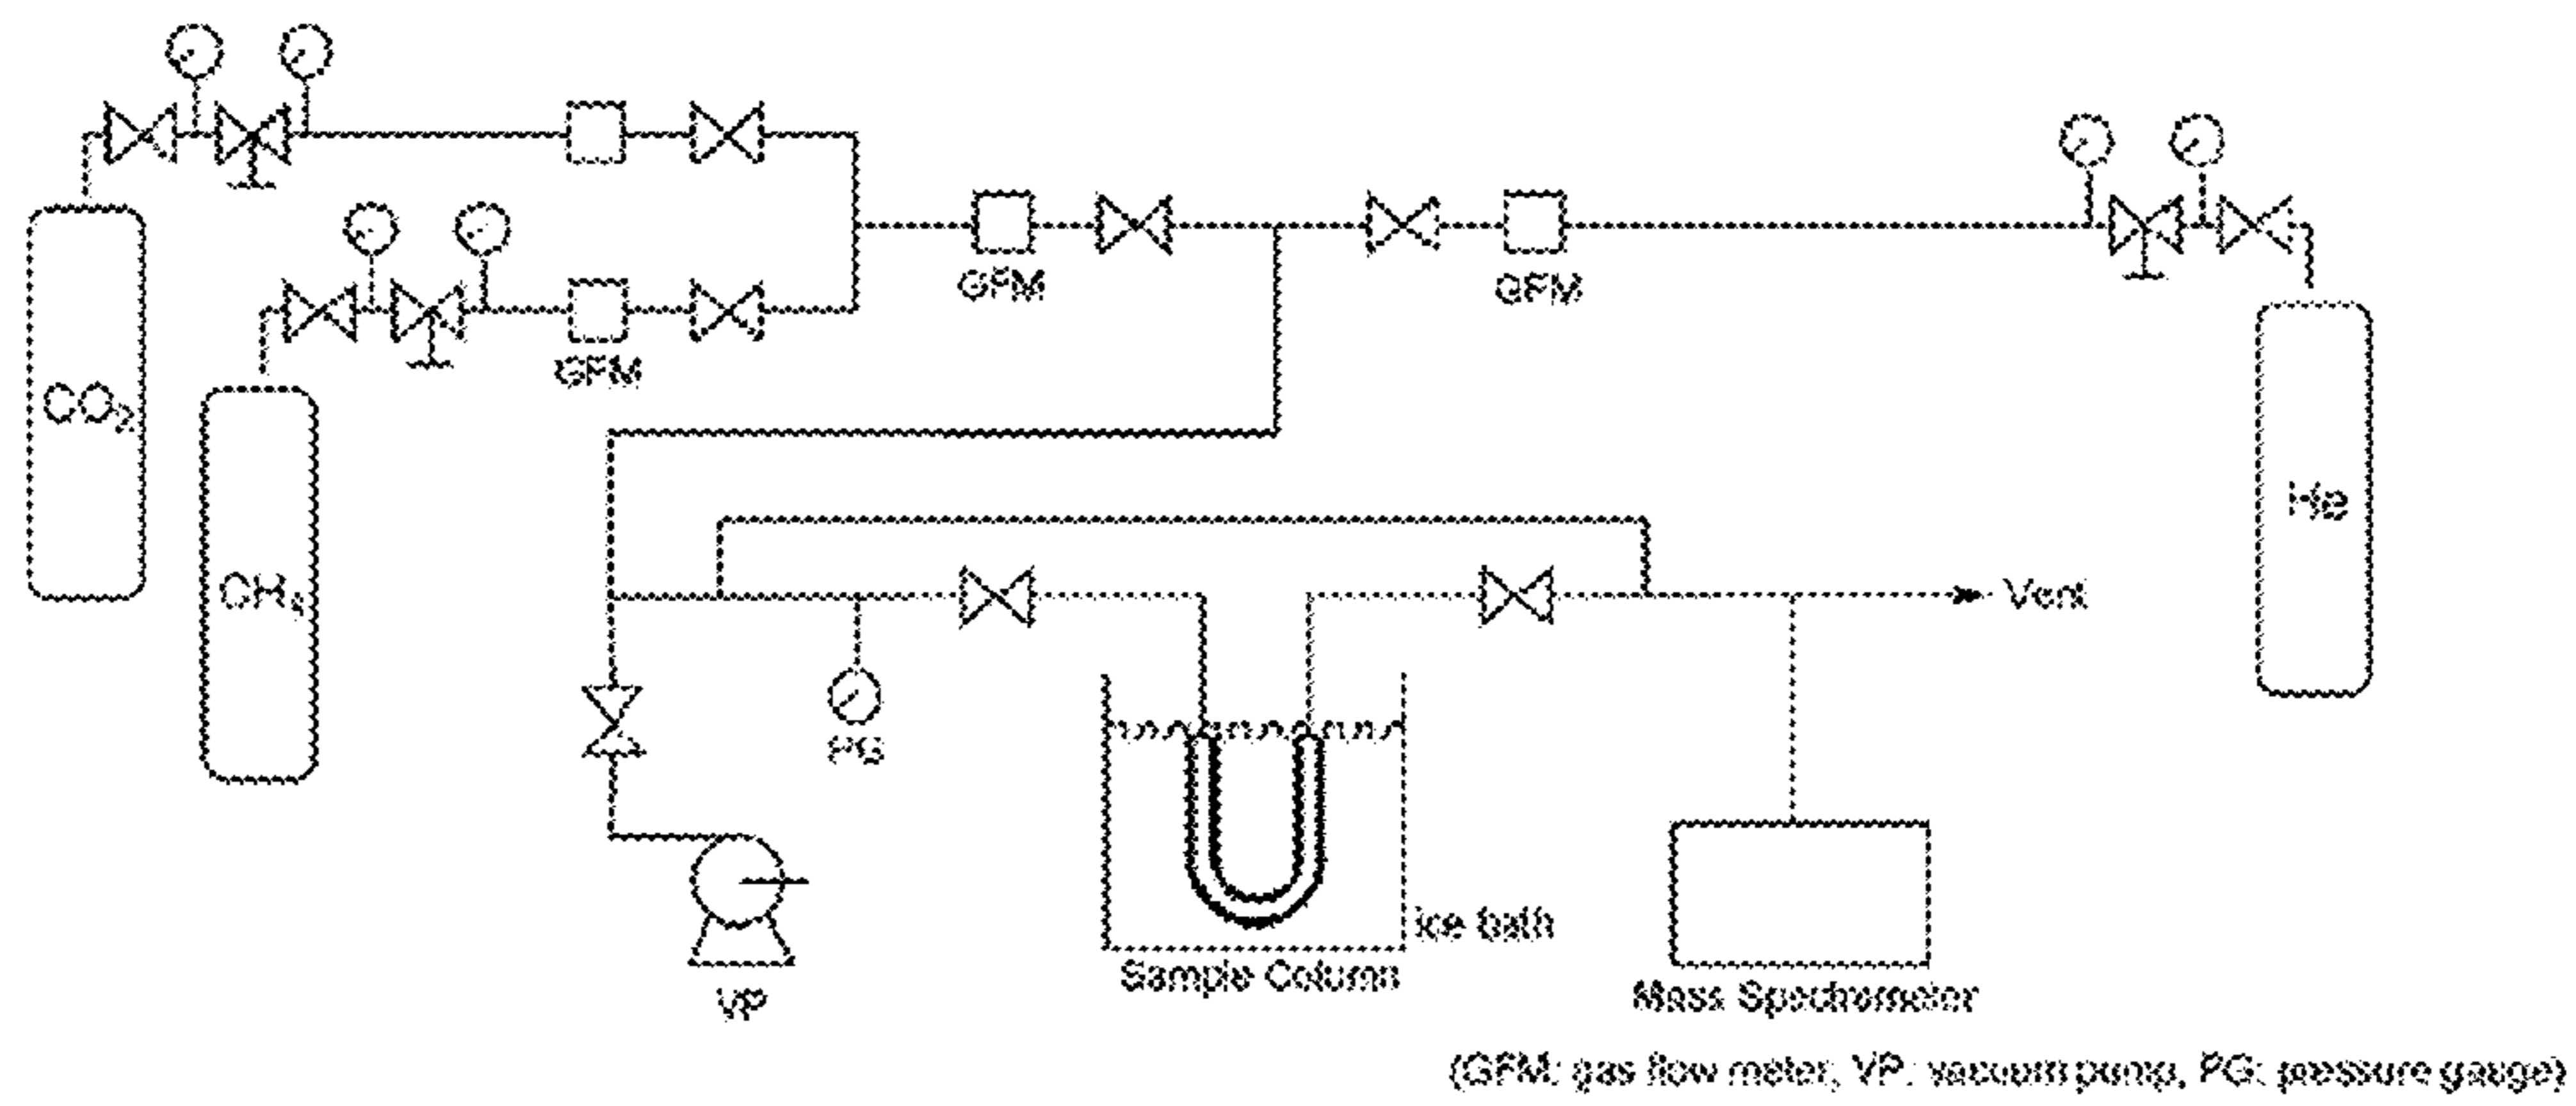 GFM
GFM
GFM
CO₂
CH₄
He
Vent
PG
ice bath
Sample Column
VP
Mass Spectrometer
(GFM: gas flow meter, VP: vacuum pump, PG: pressure gauge)